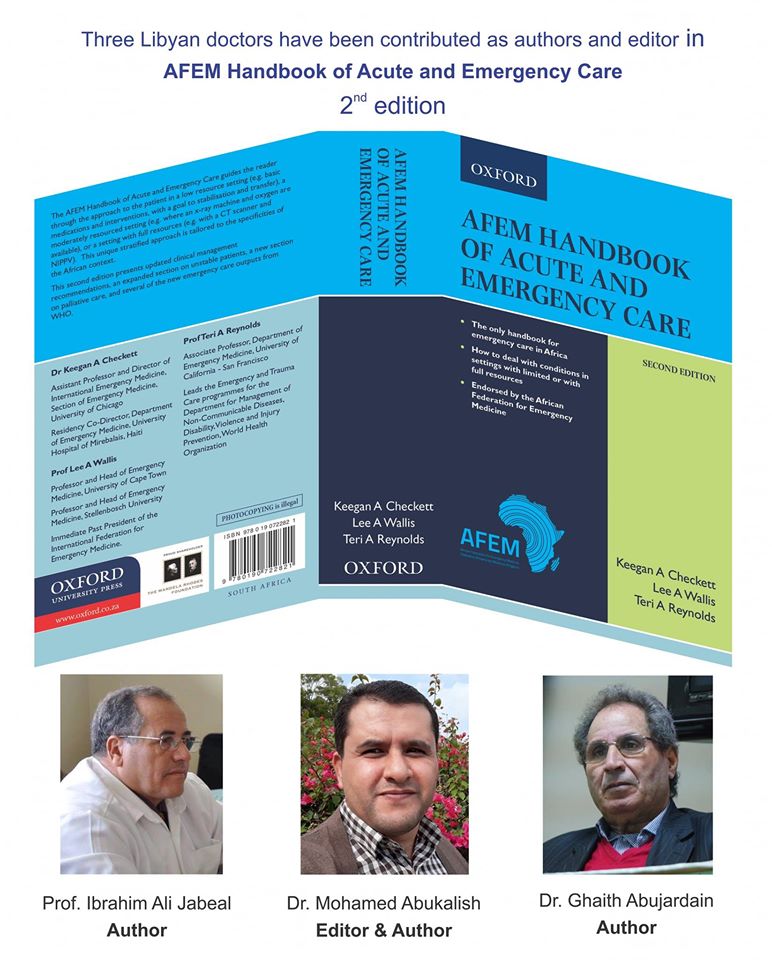 Three Libyan doctors have been contributed as authors and editor in
AFEM Handbook of Acute and Emergency Care
2nd edition
The AFEM Handbook of Acute and Emergency Care guides the reader
through the approach to the patient in a low resource setting (e.g. basic
medications and interventions, with a goal to stabilisation and transfer), a
moderately resourced setting (e.g. where an x-ray machine and oxygen are
available), or a setting with full resources (e.g. with a CT scanner and
NIPPV). This unique stratified approach is tailored to the specificities of
the African context.
This second edition presents updated clinical management
recommendations, an expanded section on unstable patients, a new section
on palliative care, and several of the new emergency care outputs from
WHO.
Dr Keegan A Checkett
Assistant Professor and Director of
International Emergency Medicine,
Section of Emergency Medicine,
University of Chicago
Residency Co-Director, Department
of Emergency Medicine, University
Hospital of Mirebalais, Haiti
Prof Lee A Wallis
Professor and Head of Emergency
Medicine, University of Cape Town
Professor and Head of Emergency
Medicine, Stellenbosch University
Immediate Past President of the
International Federation for
Emergency Medicine.
Prof Teri A Reynolds
Associate Professor, Department of
Emergency Medicine, University of
California - San Francisco
Leads the Emergency and Trauma
Care programmes for the
Department for Management of
Non-Communicable Diseases,
Disability, Violence and Injury
Prevention, World Health
Organization
PHOTOCOPYING is illegal
ISBN 978 0 19 072282 1
9 780190 722821
SOUTH AFRICA
OXFORD
UNIVERSITY PRESS
www.oxford.co.za
THE MANDELA RHODES
FOUNDATION
AFEM HANDBOOK
OF ACUTE AND
EMERGENCY CARE
Keegan A Checkett
Lee A Wallis
Teri A Reynolds
OXFORD
OXFORD
AFEM HANDBOOK
OF ACUTE AND
EMERGENCY CARE
SECOND EDITION
• The only handbook for
emergency care in Africa
• How to deal with conditions in
settings with limited or with
full resources
• Endorsed by the African
Federation for Emergency
Medicine
AFEM
Keegan A Checkett
Lee A Wallis
Teri A Reynolds
Prof. Ibrahim Ali Jabeal
Author
Dr. Mohamed Abukalish
Editor & Author
Dr. Ghaith Abujardain
Author